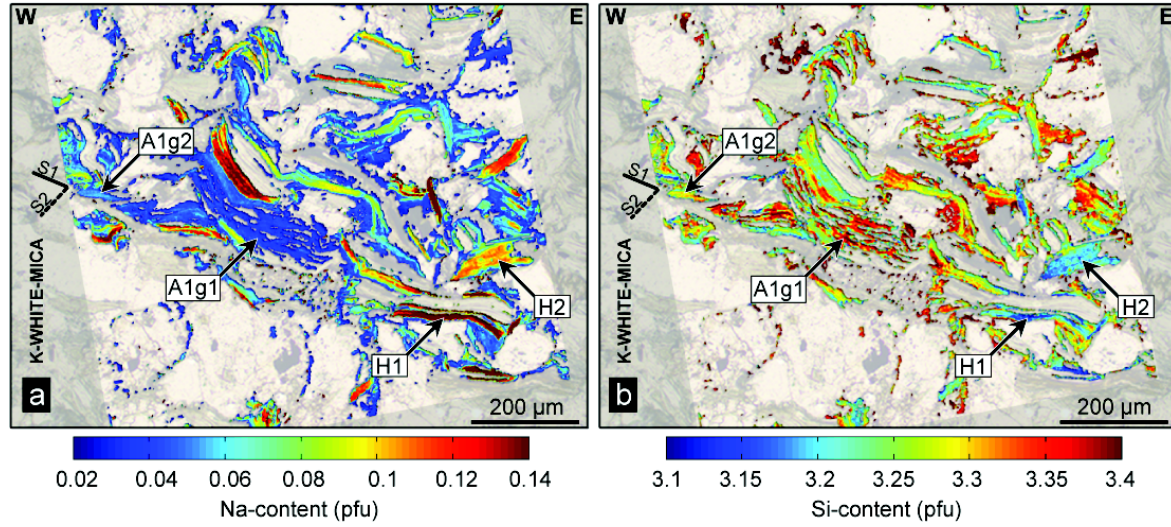 W
E
A1g2
S1
S2
K-WHITE-MICA
A1g1
H2
H1
a
200 µm
0.02 0.04 0.06 0.08 0.1 0.12 0.14
Na-content (pfu)
W
E
A1g2
S1
S2
K-WHITE-MICA
A1g1
H2
H1
b
200 µm
3.1 3.15 3.2 3.25 3.3 3.35 3.4
Si-content (pfu)